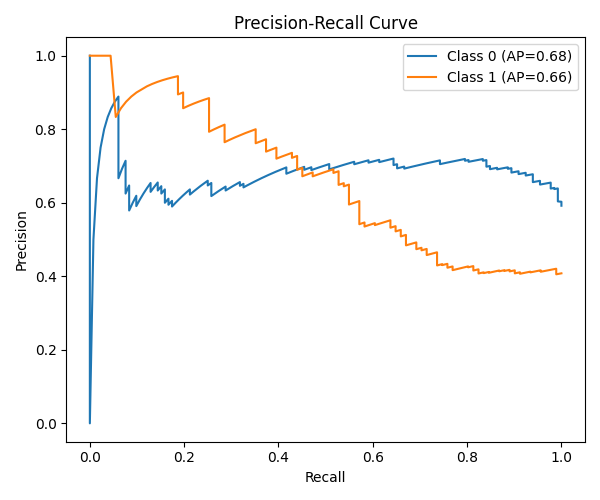 Precision-Recall Curve
Class 0 (AP=0.68)
Class 1 (AP=0.66)
Precision
1.0
0.8
0.6
0.4
0.2
0.0
0.0 0.2 0.4 0.6 0.8 1.0
Recall